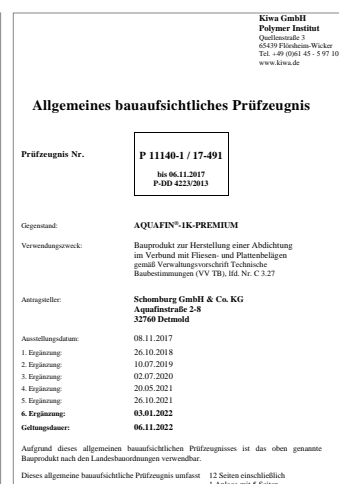 Kiwa GmbH
Polymer Institut
Quellenstraße 3
65439 Flörsheim-Wicker
Tel. +49 (0)61 45 - 5 97 10
www.kiwa.de
Allgemeines bauaufsichtliches Prüfzeugnis
Prüfzeugnis Nr.
P 11140-1 / 17-491
bis 06.11.2017
P-DD 4223/2013
Gegenstand: AQUAFIN®-1K-PREMIUM
Verwendungszweck: Bauprodukt zur Herstellung einer Abdichtung
im Verbund mit Fliesen- und Plattenbelägen
gemäß Verwaltungsvorschrift Technische
Baubestimmungen (VV TB), lfd. Nr. C 3.27
Antragsteller: Schomburg GmbH & Co. KG
Aquafinstraße 2-8
32760 Detmold
Ausstellungsdatum: 08.11.2017
1. Ergänzung: 26.10.2018
2. Ergänzung: 10.07.2019
3. Ergänzung: 02.07.2020
4. Ergänzung: 20.05.2021
5. Ergänzung: 26.10.2021
6. Ergänzung: 03.01.2022
Geltungsdauer: 06.11.2022
Aufgrund dieses allgemeinen bauaufsichtlichen Prüfzeugnisses ist das oben genannte
Bauprodukt nach den Landesbauordnungen verwendbar.
Dieses allgemeine bauaufsichtliche Prüfzeugnis umfasst 12 Seiten einschließlich
1 Anlage mit 5 Seiten